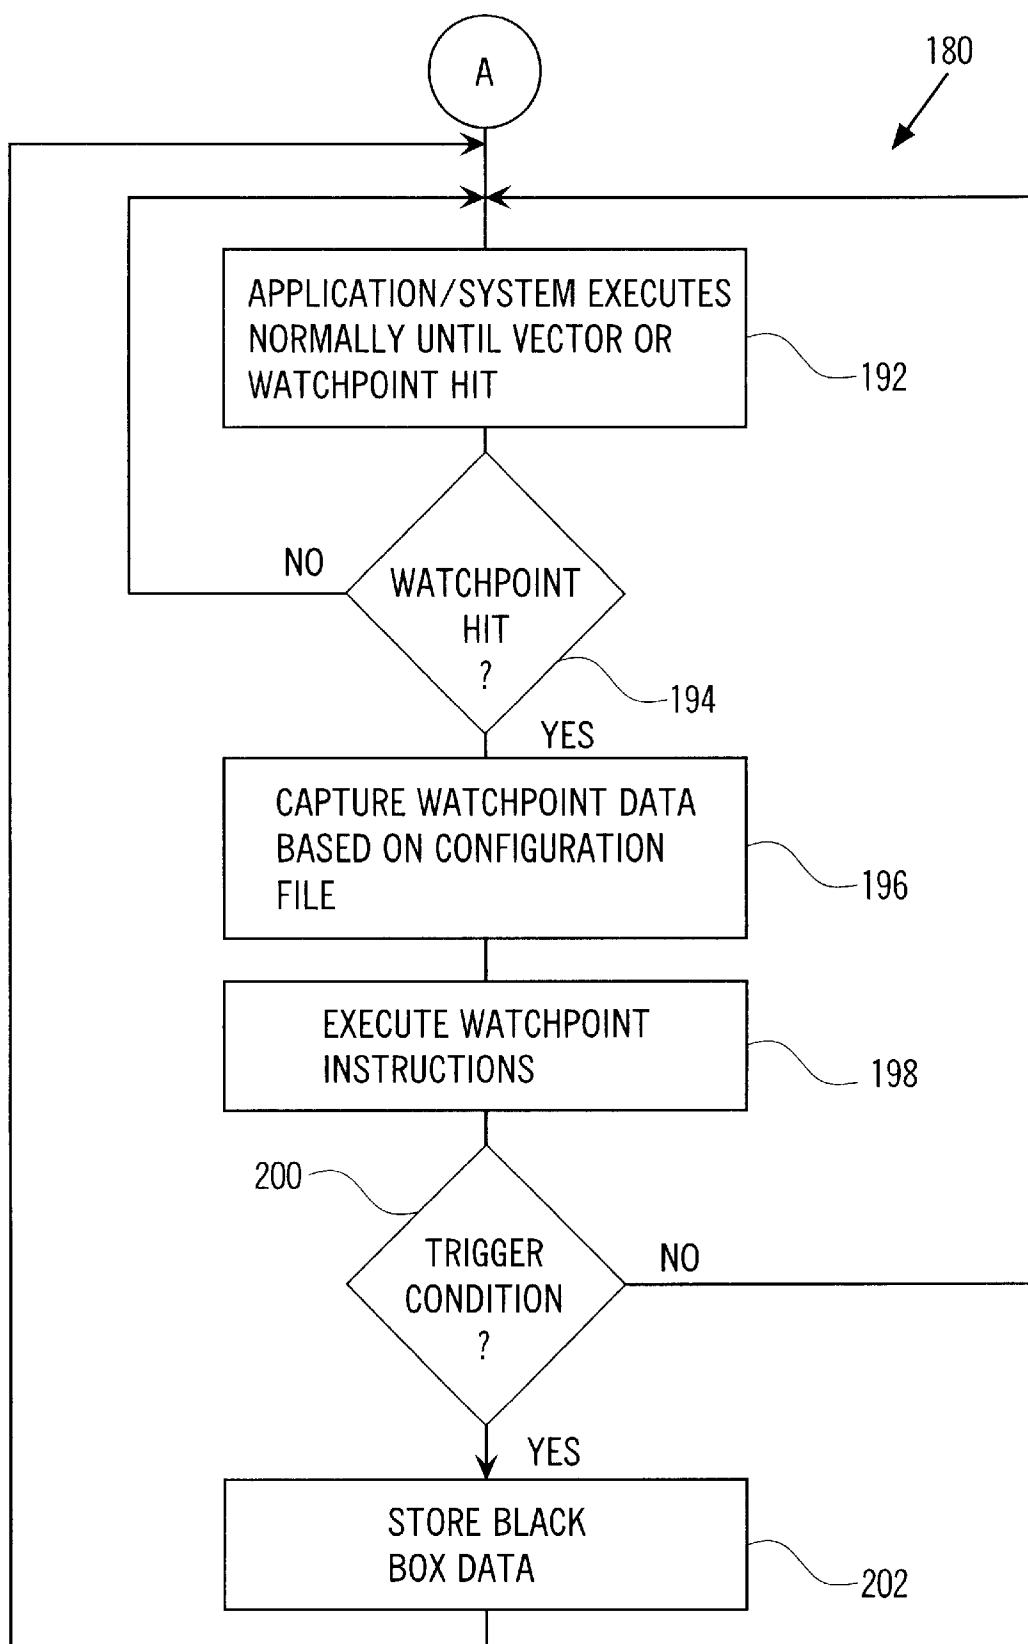 A
180
APPLICATION/SYSTEM EXECUTES
NORMALLY UNTIL VECTOR OR
WATCHPOINT HIT
192
NO
WATCHPOINT
HIT
?
194
YES
CAPTURE WATCHPOINT DATA
BASED ON CONFIGURATION
FILE
196
EXECUTE WATCHPOINT
INSTRUCTIONS
198
200
TRIGGER
CONDITION
?
NO
YES
STORE BLACK
BOX DATA
202